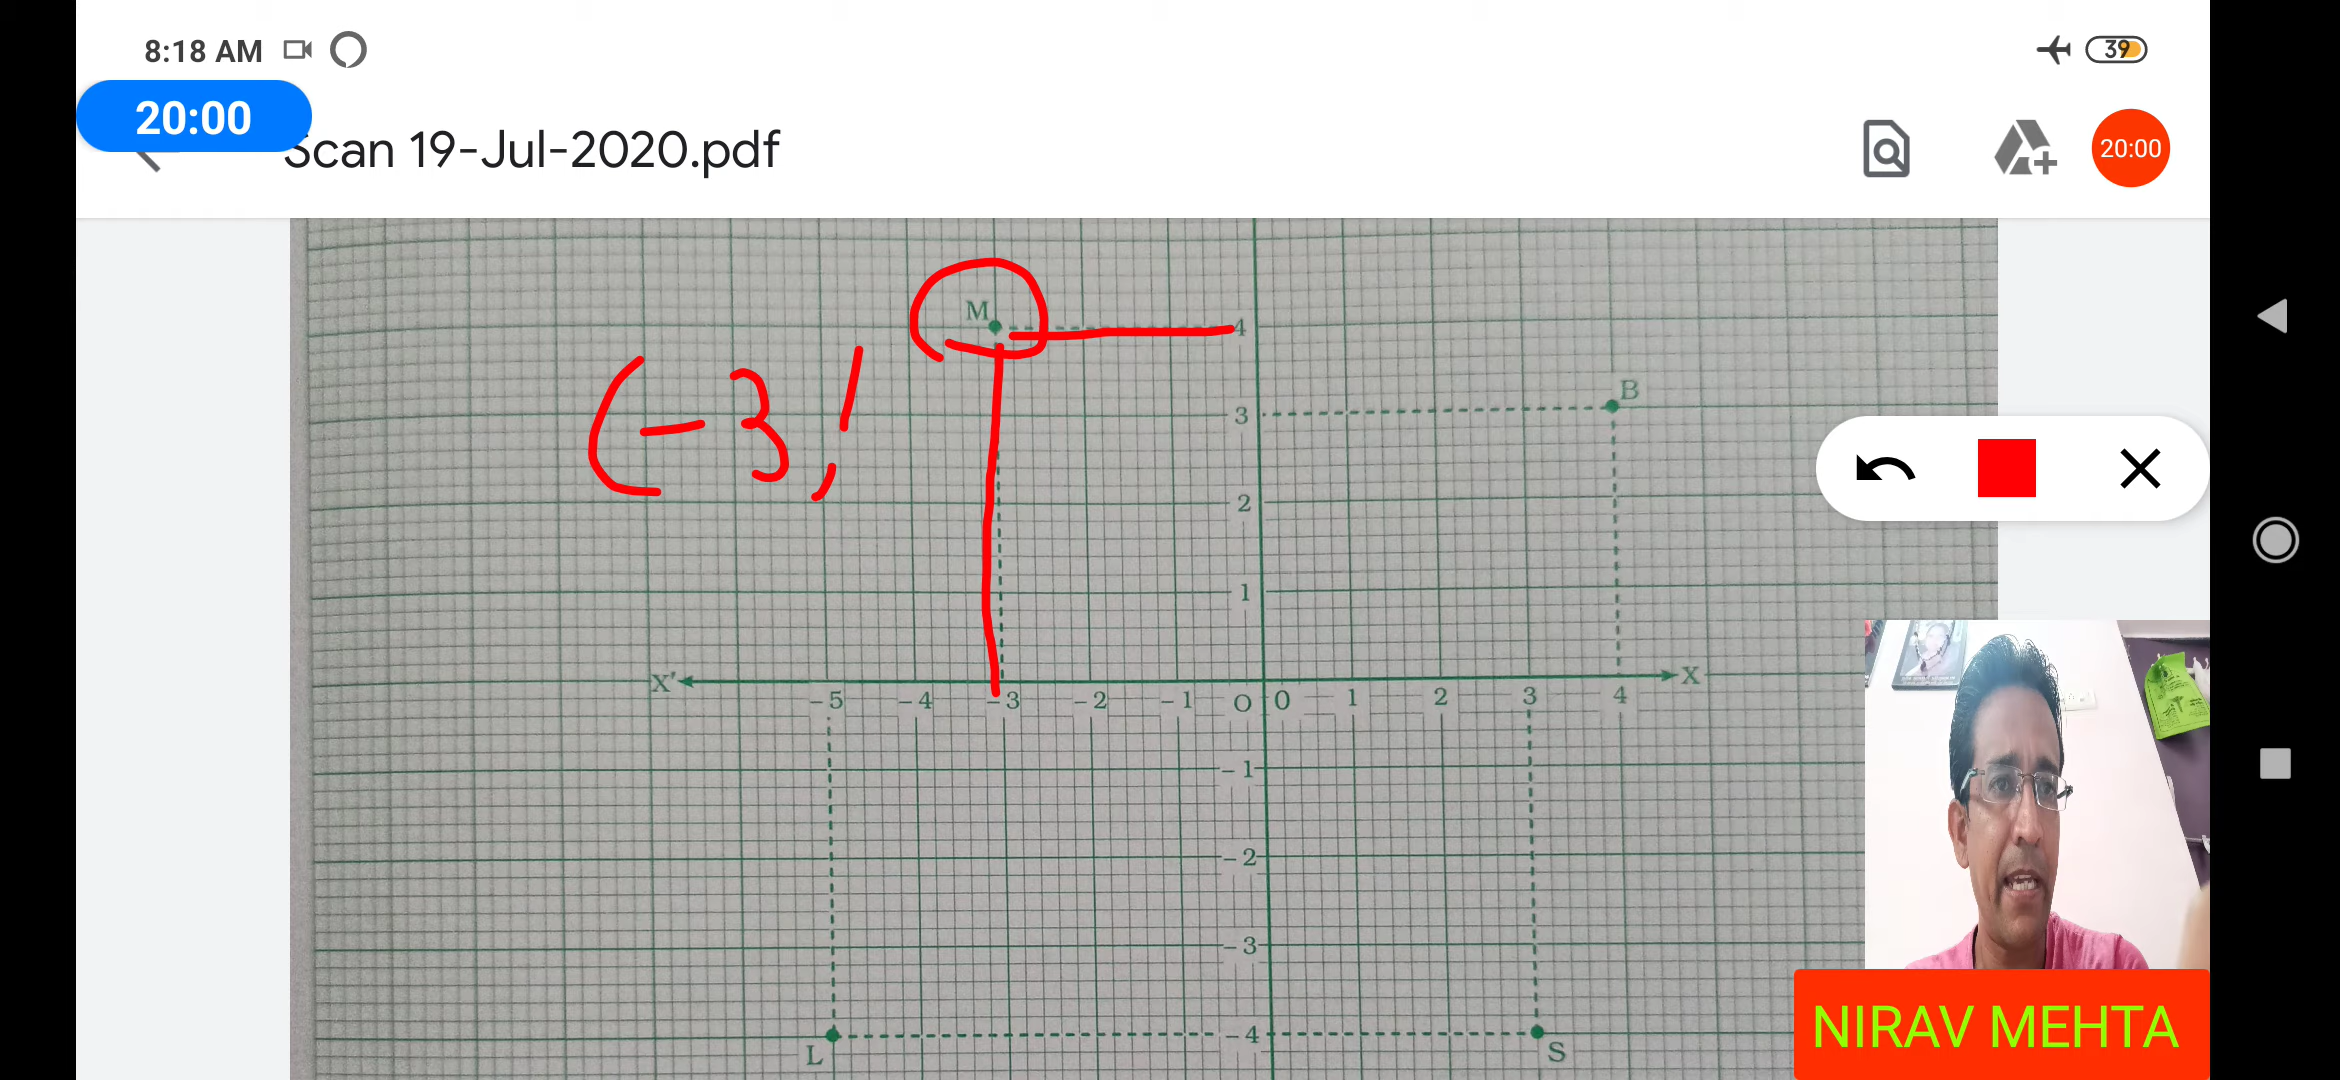 8:18 AM
39
20:00
Scan 19-Jul-2020.pdf
20:00
M
4
B
(-3,
3
2
1
X' X
-5 -4 -3 -2 -1 O 0 1 2 3 4
-1
-2
-3
-4
L S
NIRAV MEHTA